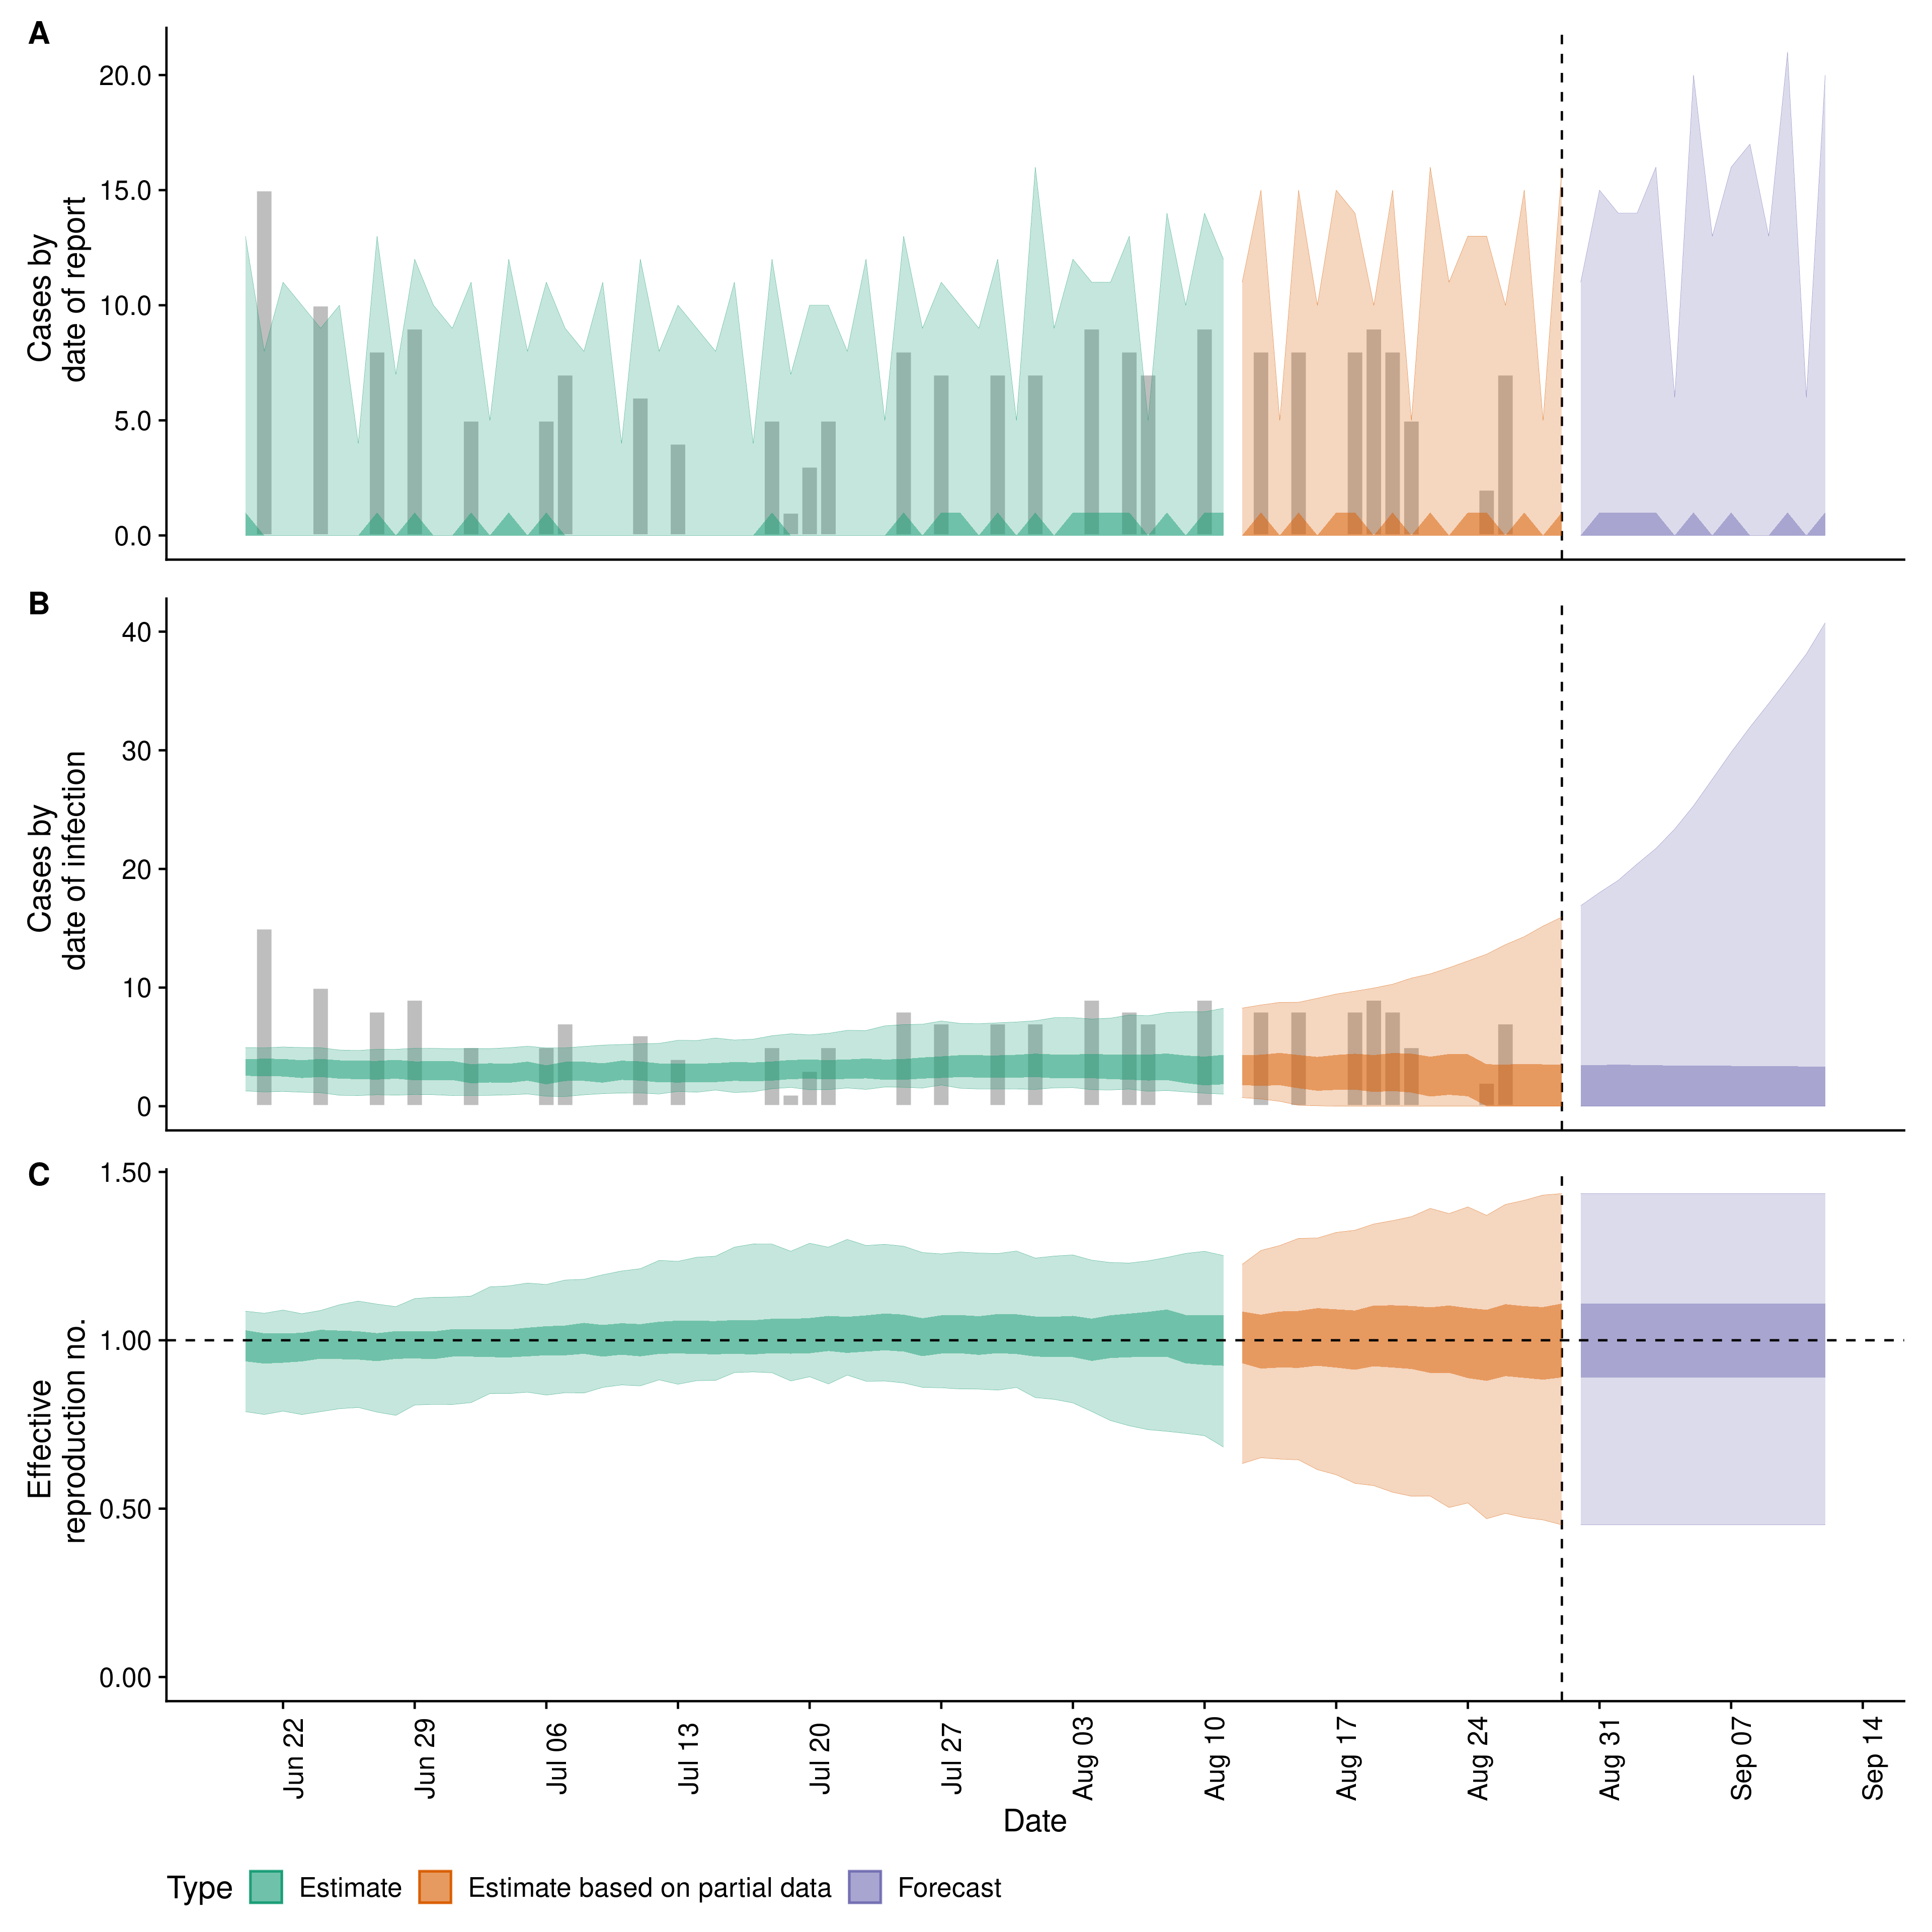 A
Cases by
date of report
20.0
15.0
10.0
5.0
0.0
B
Cases by
date of infection
40
30
20
10
0
C
Effective
reproduction no.
1.50
1.00
0.50
0.00
Jun 22
Jun 29
Jul 06
Jul 13
Jul 20
Jul 27
Aug 03
Aug 10
Aug 17
Aug 24
Aug 31
Sep 07
Sep 14
Date
Type Estimate Estimate based on partial data Forecast